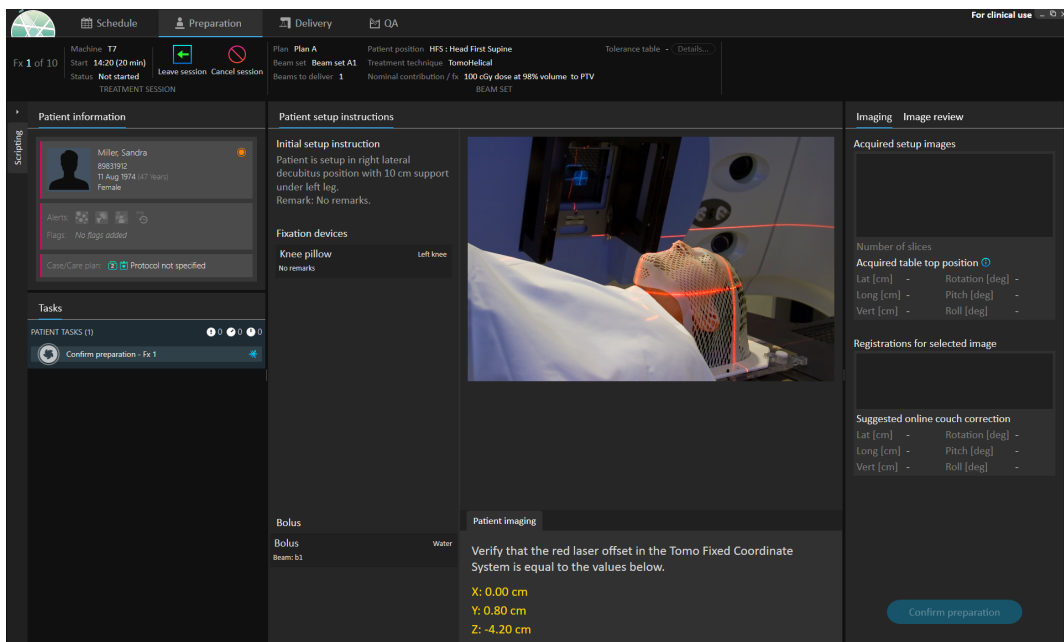 For clinical use
Schedule
Preparation
Delivery
QA
Fx 1 of 10
Machine T7
Start 14:20 (20 min)
Status Not started
Leave session
Cancel session
TREATMENT SESSION
Plan Plan A
Beam set Beam set A1
Beams to deliver 1
Patient position HFS : Head First Supine
Treatment technique TomoHelical
Nominal contribution / fx 100 cGy dose at 98% volume to PTV
Tolerance table - Details...
BEAM SET
Scripting
Patient information
Miller, Sandra
89831912
11 Aug 1974 (47 Years)
Female
Alerts:
Flags: No flags added
Case/Care plan: Protocol not specified
Tasks
PATIENT TASKS (1)
0 0 0
Confirm preparation - Fx 1
Patient setup instructions
Initial setup instruction
Patient is setup in right lateral
decubitus position with 10 cm support
under left leg.
Remark: No remarks.
Fixation devices
Knee pillow Left knee
No remarks
Bolus
Bolus Water
Beam: b1
Patient imaging
Verify that the red laser offset in the Tomo Fixed Coordinate
System is equal to the values below.
X: 0.00 cm
Y: 0.80 cm
Z: -4.20 cm
Imaging
Image review
Acquired setup images
Number of slices
Acquired table top position
Lat [cm] - Rotation [deg] -
Long [cm] - Pitch [deg] -
Vert [cm] - Roll [deg] -
Registrations for selected image
Suggested online couch correction
Lat [cm] - Rotation [deg] -
Long [cm] - Pitch [deg] -
Vert [cm] - Roll [deg] -
Confirm preparation